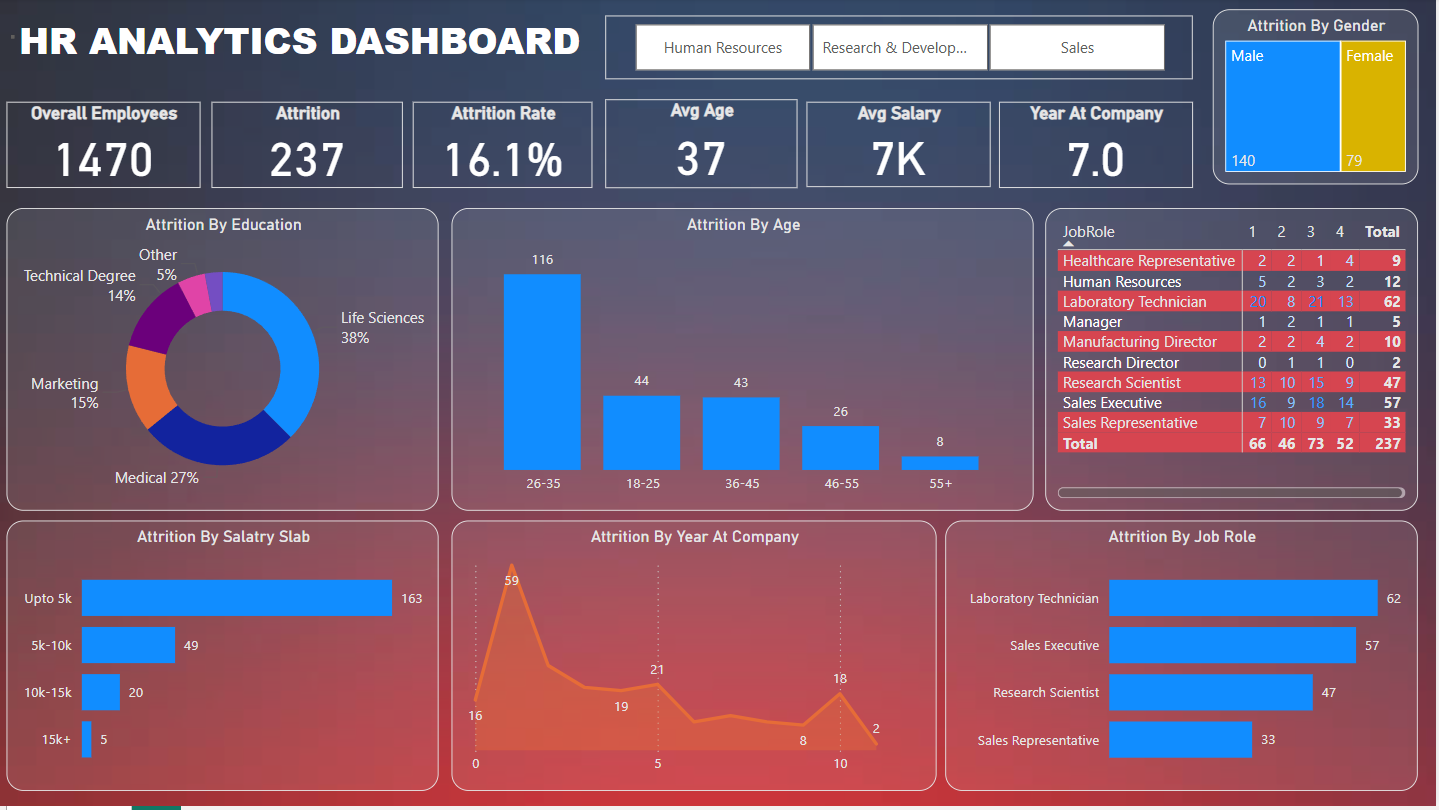 HR ANALYTICS DASHBOARD
Human Resources
Research & Develop...
Sales
Attrition By Gender
Male
Female
140
79
Overall Employees
1470
Attrition
237
Attrition Rate
16.1%
Avg Age
37
Avg Salary
7K
Year At Company
7.0
Attrition By Education
Other
5%
Technical Degree
14%
Life Sciences
38%
Marketing
15%
Medical 27%
Attrition By Age
116
44
43
26
8
26-35
18-25
36-45
46-55
55+
JobRole 1 2 3 4 Total
Healthcare Representative 2 2 1 4 9
Human Resources 5 2 3 2 12
Laboratory Technician 20 8 21 13 62
Manager 1 2 1 1 5
Manufacturing Director 2 2 4 2 10
Research Director 0 1 1 0 2
Research Scientist 13 10 15 9 47
Sales Executive 16 9 18 14 57
Sales Representative 7 10 9 7 33
Total 66 46 73 52 237
Attrition By Salatry Slab
Upto 5k 163
5k-10k 49
10k-15k 20
15k+ 5
Attrition By Year At Company
59
16
19
21
8
18
2
0
5
10
Attrition By Job Role
Laboratory Technician 62
Sales Executive 57
Research Scientist 47
Sales Representative 33